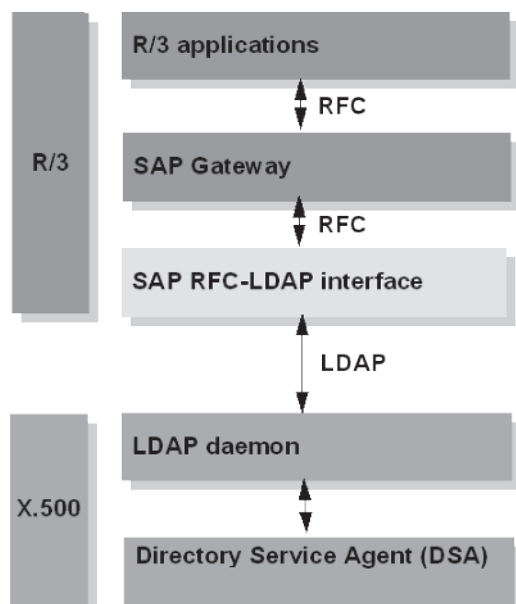 R/3 applications
RFC
R/3
SAP Gateway
RFC
SAP RFC-LDAP interface
LDAP
LDAP daemon
X.500
Directory Service Agent (DSA)